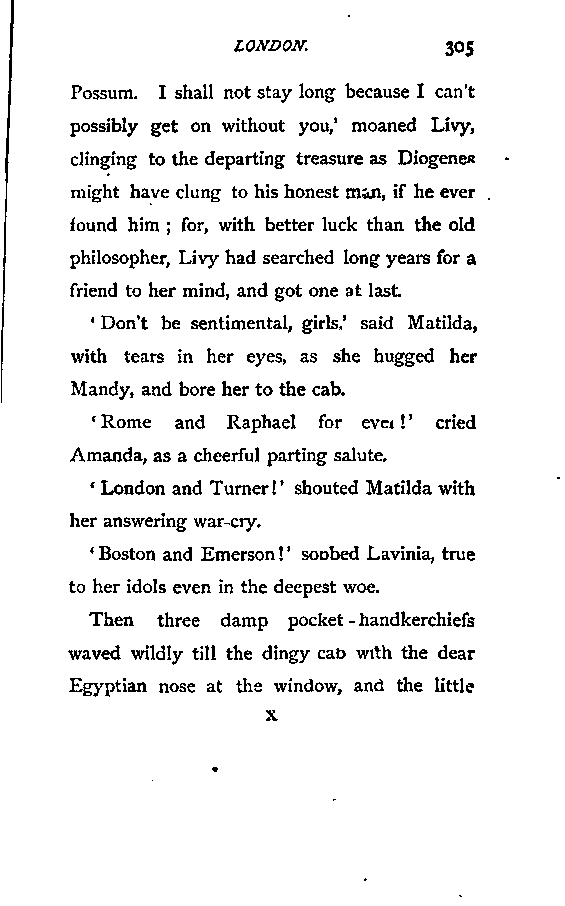 LONDON. 305
Possum. I shall not stay long because I can't
possibly get on without you,' moaned Livy,
clinging to the departing treasure as Diogenes
might have clung to his honest man, if he ever
found him ; for, with better luck than the old
philosopher, Livy had searched long years for a
friend to her mind, and got one at last.
' Don't be sentimental, girls,' said Matilda,
with tears in her eyes, as she hugged her
Mandy, and bore her to the cab.
' Rome and Raphael for ever !' cried
Amanda, as a cheerful parting salute.
' London and Turner!' shouted Matilda with
her answering war-cry.
' Boston and Emerson!' sobbed Lavinia, true
to her idols even in the deepest woe.
Then three damp pocket-handkerchiefs
waved wildly till the dingy cab with the dear
Egyptian nose at the window, and the little
X